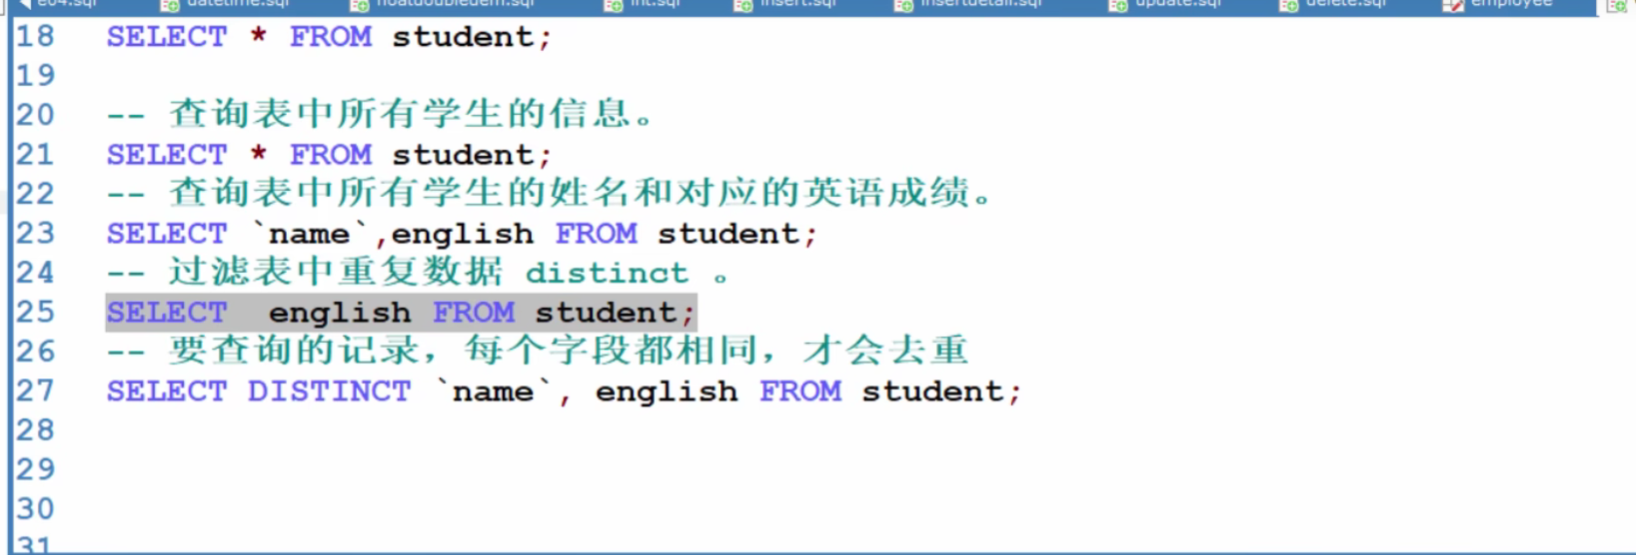 e04.sql datetime.sql floatdoubledem.sql int.sql insert.sql insertdetail.sql update.sql delete.sql employee
18 SELECT * FROM student;
19
20 -- 查询表中所有学生的信息。
21 SELECT * FROM student;
22 -- 查询表中所有学生的姓名和对应的英语成绩。
23 SELECT `name`,english FROM student;
24 -- 过滤表中重复数据 distinct 。
25 SELECT  english FROM student;
26 -- 要查询的记录，每个字段都相同，才会去重
27 SELECT DISTINCT `name`, english FROM student;
28
29
30
31